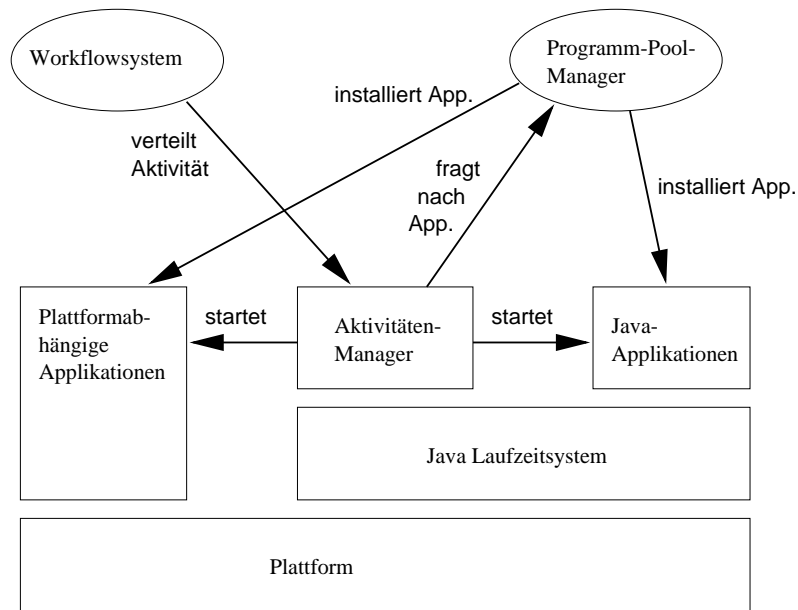 Workflowsystem
Programm-Pool-
Manager
installiert App.
verteilt
Aktivität
fragt
nach
App.
installiert App.
Plattformab-
hängige
Applikationen
startet
Aktivitäten-
Manager
startet
Java-
Applikationen
Java Laufzeitsystem
Plattform